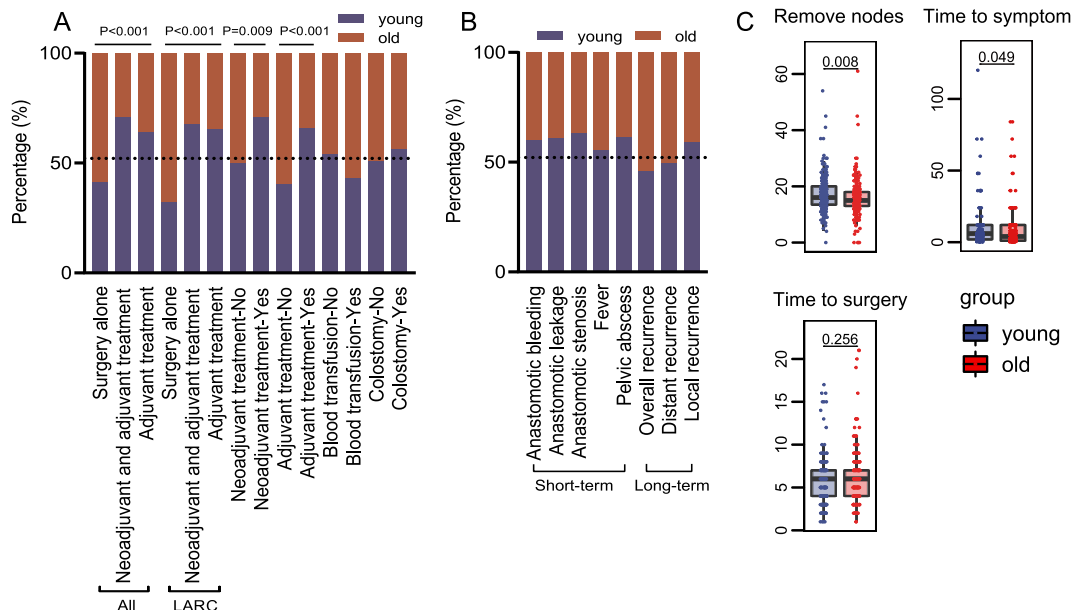 A
P<0.001
P<0.001
P=0.009
P<0.001
young
old
Percentage (%)
100
50
0
Surgery alone
Neoadjuvant and adjuvant treatment
Adjuvant treatment
Surgery alone
Neoadjuvant and adjuvant treatment
Adjuvant treatment
Neoadjuvant treatment-No
Neoadjuvant treatment-Yes
Adjuvant treatment-No
Adjuvant treatment-Yes
Blood transfusion-No
Blood transfusion-Yes
Colostomy-No
Colostomy-Yes
All
LARC
B
young
old
Percentage (%)
100
50
0
Anastomotic bleeding
Anastomotic leakage
Anastomotic stenosis
Fever
Pelvic abscess
Overall recurrence
Distant recurrence
Local recurrence
Short-term
Long-term
C
Remove nodes
0.008
60
40
20
0
Time to symptom
0.049
100
50
0
Time to surgery
0.256
20
15
10
5
0
group
young
old